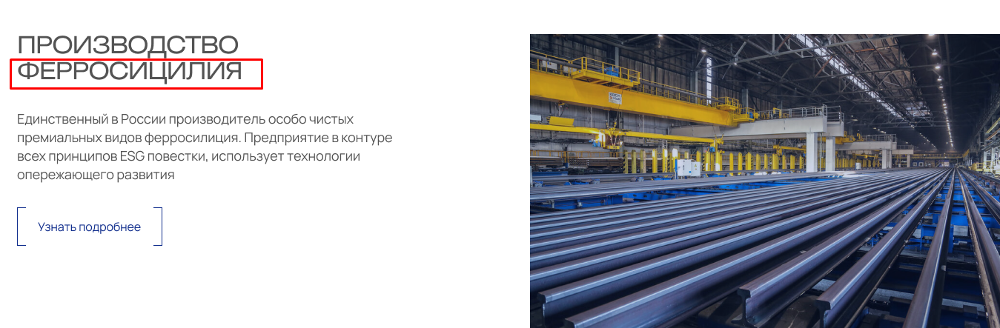 ПРОИЗВОДСТВО
ФЕРРОСИЦИЛИЯ
Единственный в России производитель особо чистых
премиальных видов ферросилиция. Предприятие в контуре
всех принципов ESG повестки, использует технологии
опережающего развития
Узнать подробнее